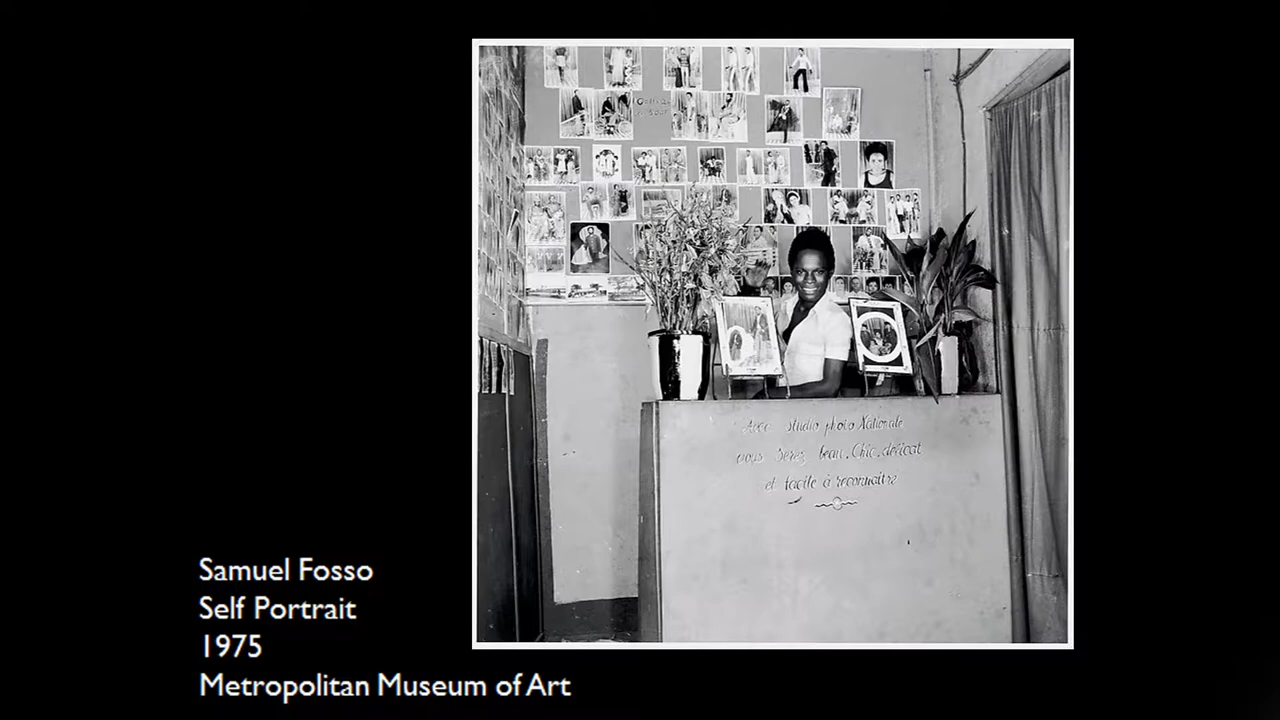 Avec studio photo Nationale
vous serez beau. Chic. délicat
et facile à reconnaître
Samuel Fosso
Self Portrait
1975
Metropolitan Museum of Art